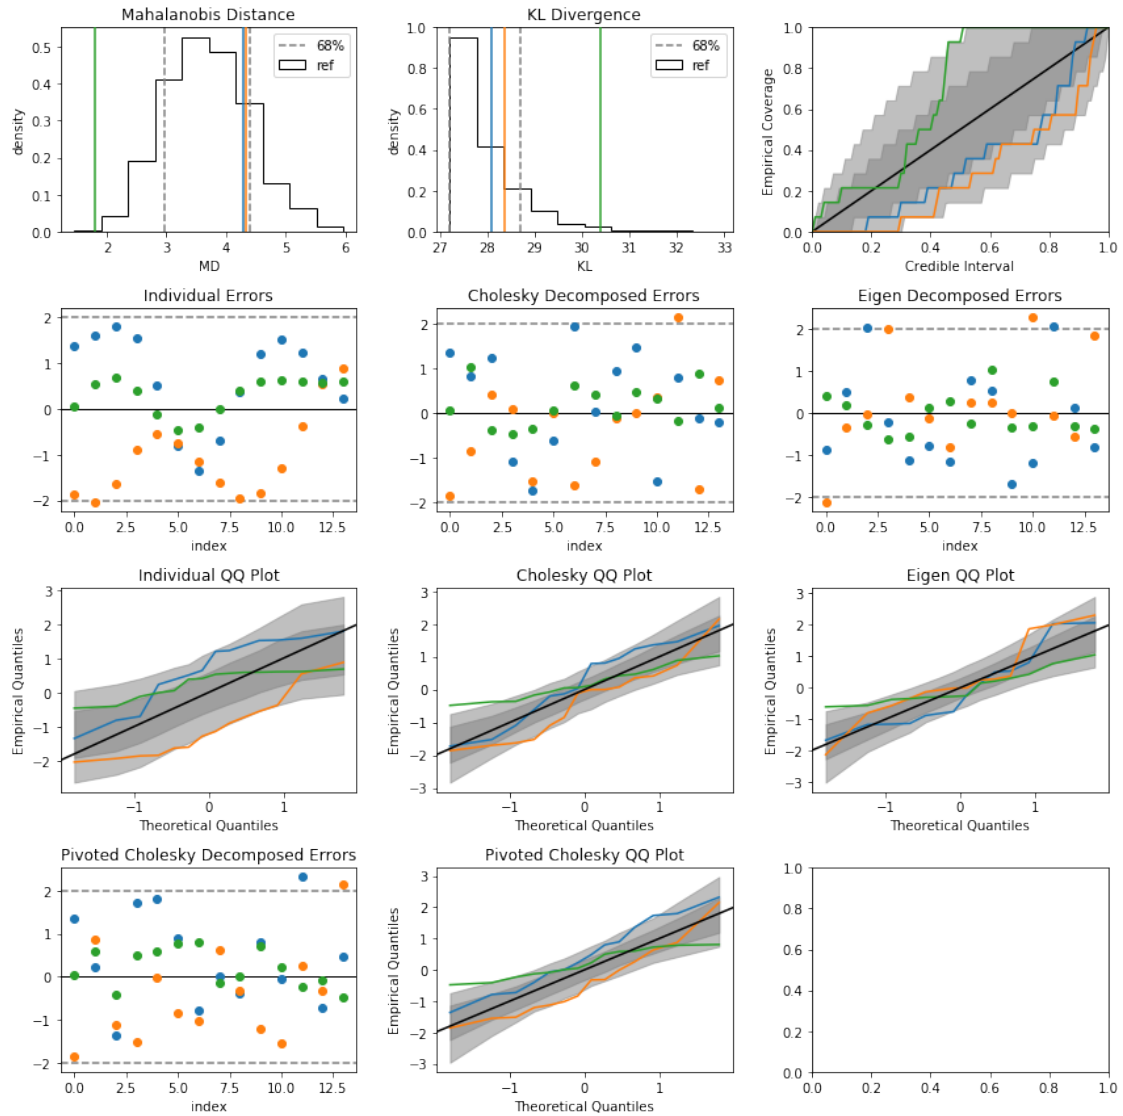 Mahalanobis Distance
0.5
0.4
0.3
0.2
0.1
0.0
density
68%
ref
2 3 4 5 6
MD
KL Divergence
1.0
0.8
0.6
0.4
0.2
0.0
density
68%
ref
27 28 29 30 31 32 33
KL
1.0
0.8
0.6
0.4
0.2
0.0
Empirical Coverage
0.0 0.2 0.4 0.6 0.8 1.0
Credible Interval
Individual Errors
2
1
0
−1
−2
0.0 2.5 5.0 7.5 10.0 12.5
index
Cholesky Decomposed Errors
2
1
0
−1
−2
0.0 2.5 5.0 7.5 10.0 12.5
index
Eigen Decomposed Errors
2
1
0
−1
−2
0.0 2.5 5.0 7.5 10.0 12.5
index
Individual QQ Plot
3
2
1
0
−1
−2
Empirical Quantiles
−1 0 1
Theoretical Quantiles
Cholesky QQ Plot
3
2
1
0
−1
−2
−3
Empirical Quantiles
−1 0 1
Theoretical Quantiles
Eigen QQ Plot
3
2
1
0
−1
−2
−3
Empirical Quantiles
−1 0 1
Theoretical Quantiles
Pivoted Cholesky Decomposed Errors
2
1
0
−1
−2
0.0 2.5 5.0 7.5 10.0 12.5
index
Pivoted Cholesky QQ Plot
3
2
1
0
−1
−2
−3
Empirical Quantiles
−1 0 1
Theoretical Quantiles
1.0
0.8
0.6
0.4
0.2
0.0
0.0 0.2 0.4 0.6 0.8 1.0